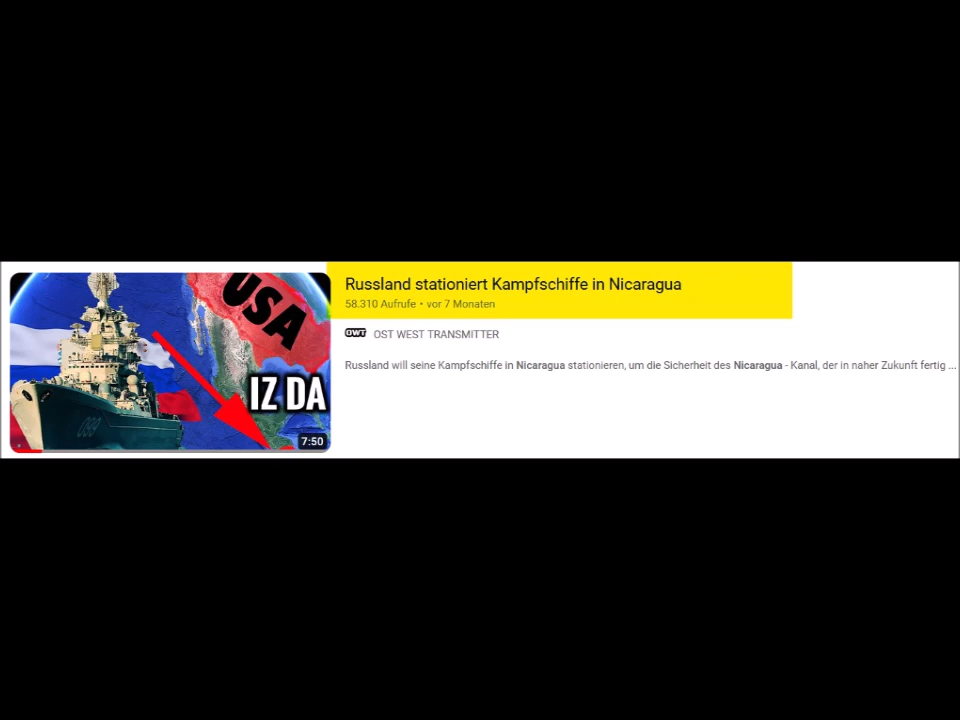 USA
IZ DA
7:50
Russland stationiert Kampfschiffe in Nicaragua
58.310 Aufrufe • vor 7 Monaten
OWT OST WEST TRANSMITTER
Russland will seine Kampfschiffe in Nicaragua stationieren, um die Sicherheit des Nicaragua - Kanal, der in naher Zukunft fertig ...